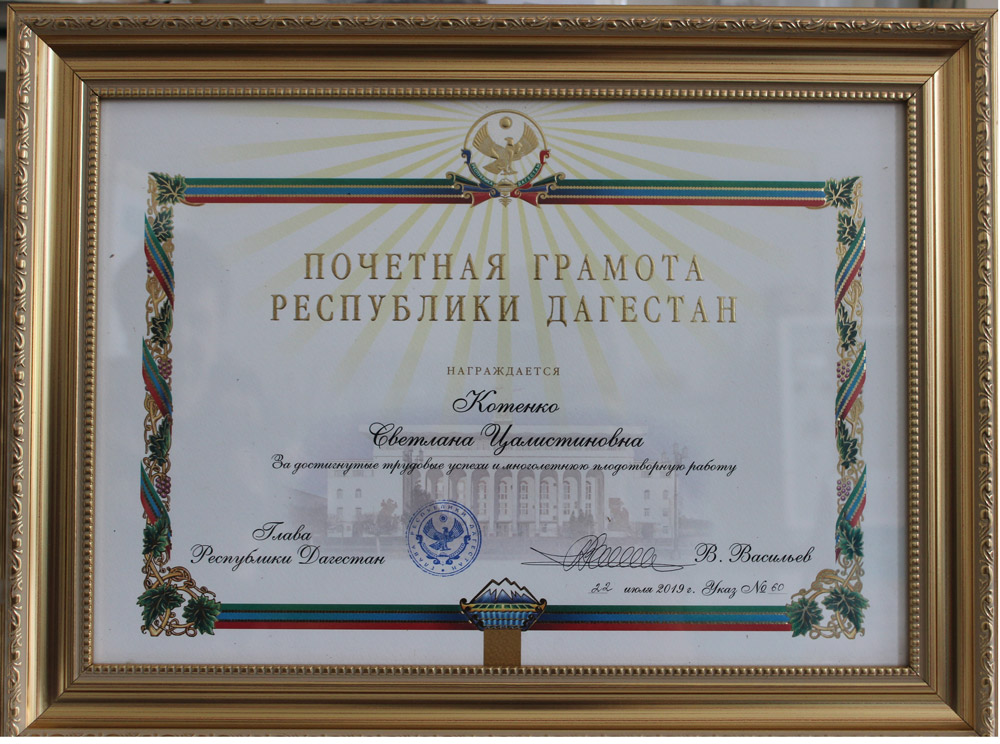 ПОЧЕТНАЯ ГРАМОТА
РЕСПУБЛИКИ ДАГЕСТАН
НАГРАЖДАЕТСЯ
Котенко
Светлана Цалистиновна
За достигнутые трудовые успехи и многолетнюю плодотворную работу
Глава
Республики Дагестан
В. Васильев
22 июля 2019 г. Указ № 60